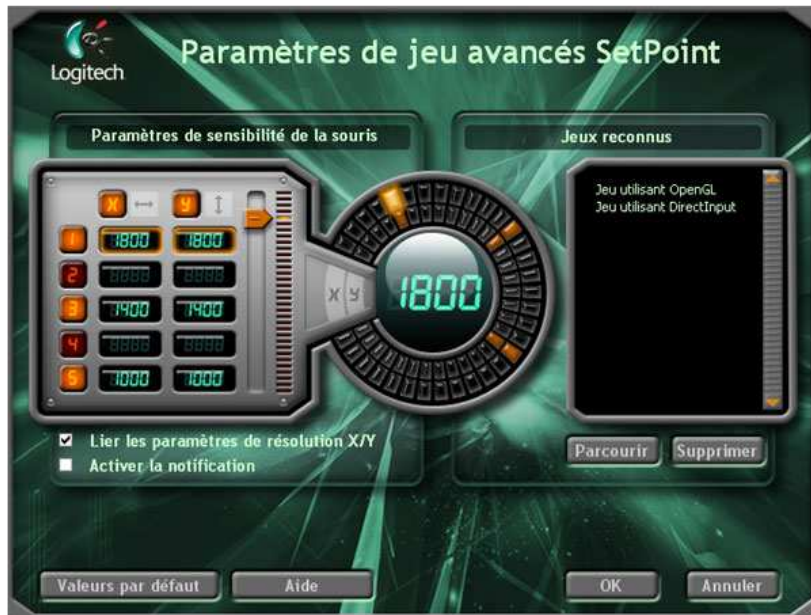 Logitech
Paramètres de jeu avancés SetPoint
Paramètres de sensibilité de la souris
Jeux reconnus
X Y
1 1800 1800
2
3 1400 1400
4
5 1000 1000
X Y
1800
Jeu utilisant OpenGL
Jeu utilisant DirectInput
Lier les paramètres de résolution X/Y
Activer la notification
Parcourir Supprimer
Valeurs par défaut Aide OK Annuler